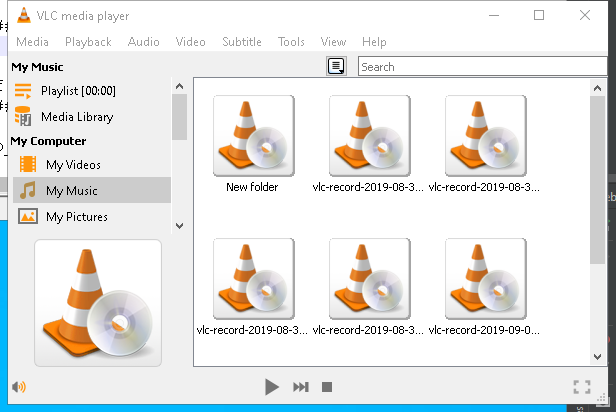 VLC media player
Media Playback Audio Video Subtitle Tools View Help
My Music
Search
Playlist [00:00]
Media Library
My Computer
My Videos
My Music
My Pictures
New folder vlc-record-2019-08-3... vlc-record-2019-08-3...
vlc-record-2019-08-3... vlc-record-2019-08-3... vlc-record-2019-09-0...